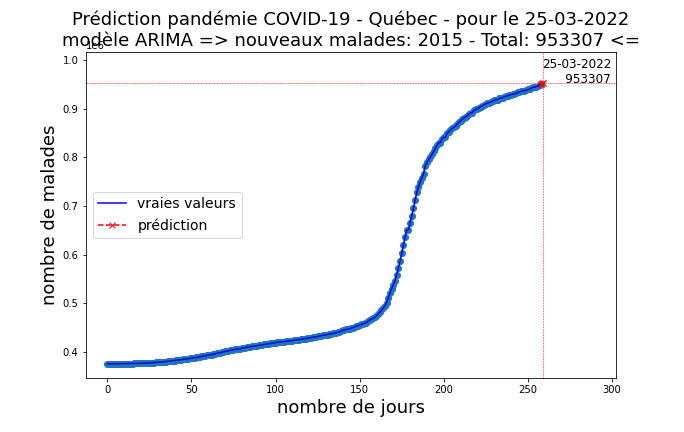 Prédiction pandémie COVID-19 - Québec - pour le 25-03-2022
modèle ARIMA => nouveaux malades: 2015 - Total: 953307 <=
1e6
25-03-2022
953307
1.0
0.9
0.8
0.7
0.6
0.5
0.4
nombre de malades
vraies valeurs
prédiction
0 50 100 150 200 250 300
nombre de jours